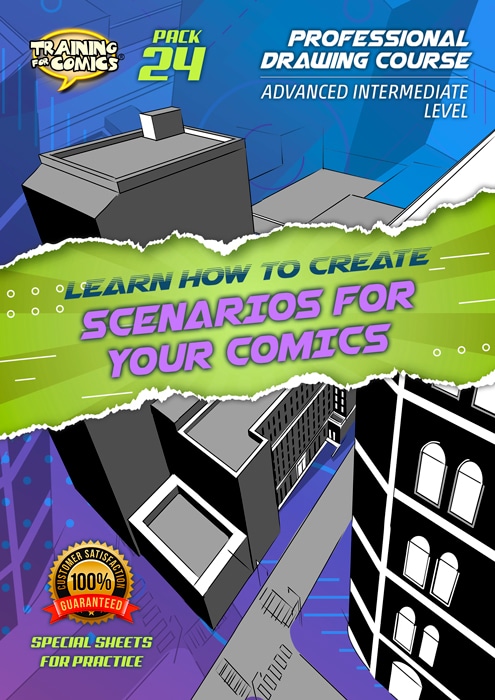 TRAINING
FOR COMICS®
PACK
24
PROFESSIONAL
DRAWING COURSE
ADVANCED INTERMEDIATE
LEVEL
LEARN HOW TO CREATE
SCENARIOS FOR
YOUR COMICS
CUSTOMER SATISFACTION
100%
GUARANTEED
SPECIAL SHEETS
FOR PRACTICE